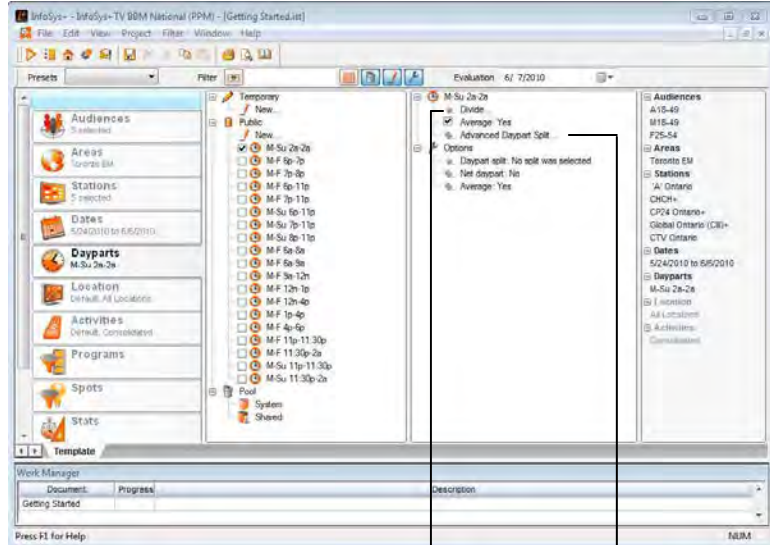 InfoSys+ - InfoSys+ TV BBM National (PPM) - [Getting Started.ist]
File Edit View Project Filter Window Help
Presets Filter Evaluation 6/ 7/2010
Audiences
5 selected
Areas
Toronto EM
Stations
5 selected
Dates
5/24/2010 to 6/6/2010
Dayparts
M-Su 2a-2a
Location
Default, All Locations
Activities
Default, Consolidated
Programs
Spots
Stats
Temporary
New...
Public
New...
M-Su 2a-2a
M-F 6p-7p
M-F 7p-8p
M-F 6p-11p
M-F 7p-11p
M-Su 6p-11p
M-Su 7p-11p
M-Su 8p-11p
M-F 6a-8a
M-F 6a-9a
M-F 9a-12n
M-F 12n-1p
M-F 12n-4p
M-F 1p-4p
M-F 4p-6p
M-F 11p-11:30p
M-F 11:30p-2a
M-Su 11p-11:30p
M-Su 11:30p-2a
Pool
System
Shared
M-Su 2a-2a
Divide...
Average: Yes
Advanced Daypart Split...
Options
Daypart split: No split was selected
Net daypart: No
Average: Yes
Audiences
A18-49
M18-49
F25-54
Areas
Toronto EM
Stations
'A' Ontario
CHCH+
CP24 Ontario+
Global Ontario (CIII)+
CTV Ontario
Dates
5/24/2010 to 6/6/2010
Dayparts
M-Su 2a-2a
Location
All Locations
Activities
Consolidated
Template
Work Manager
Document Progress Description
Getting Started
Press F1 for Help NUM